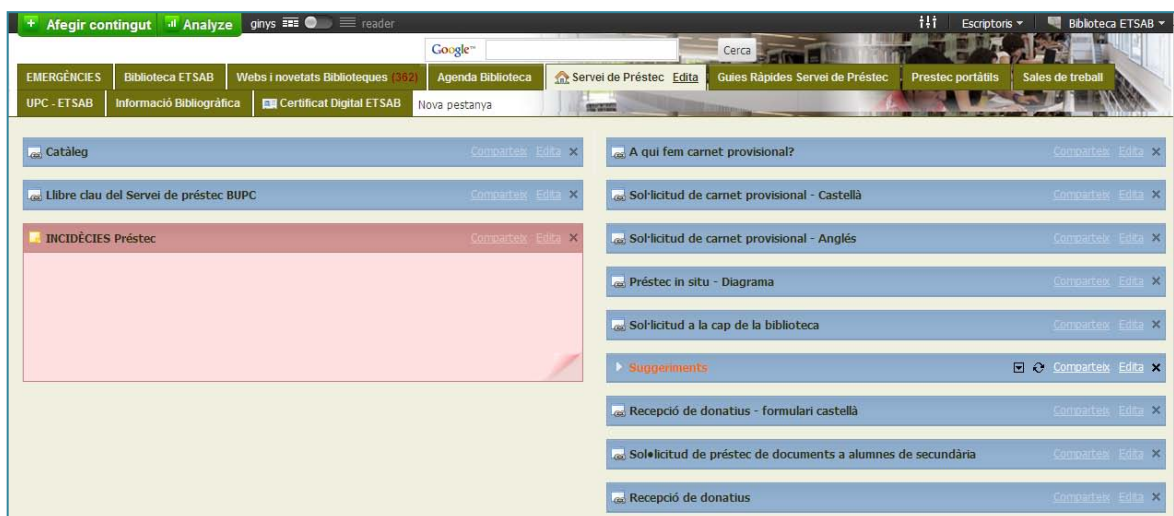 + Afegir contingut Analyze ginys reader Escriptoris Biblioteca ETSAB
Google™ Cerca
EMERGÈNCIES Biblioteca ETSAB Webs i novetats Biblioteques (362) Agenda Biblioteca Servei de Préstec Edita Guies Ràpides Servei de Préstec Prestec portàtils Sales de treball
UPC - ETSAB Informació Bibliogràfica Certificat Digital ETSAB Nova pestanya
Catàleg Comparteix Edita ×
Llibre clau del Servei de préstec BUPC Comparteix Edita ×
INCIDÈCIES Préstec Comparteix Edita ×
A qui fem carnet provisional? Comparteix Edita ×
Sol·licitud de carnet provisional - Castellà Comparteix Edita ×
Sol·licitud de carnet provisional - Anglés Comparteix Edita ×
Préstec in situ - Diagrama Comparteix Edita ×
Sol·licitud a la cap de la biblioteca Comparteix Edita ×
Suggeriments Comparteix Edita ×
Recepció de donatius - formulari castellà Comparteix Edita ×
Sol•licitud de préstec de documents a alumnes de secundària Comparteix Edita ×
Recepció de donatius Comparteix Edita ×